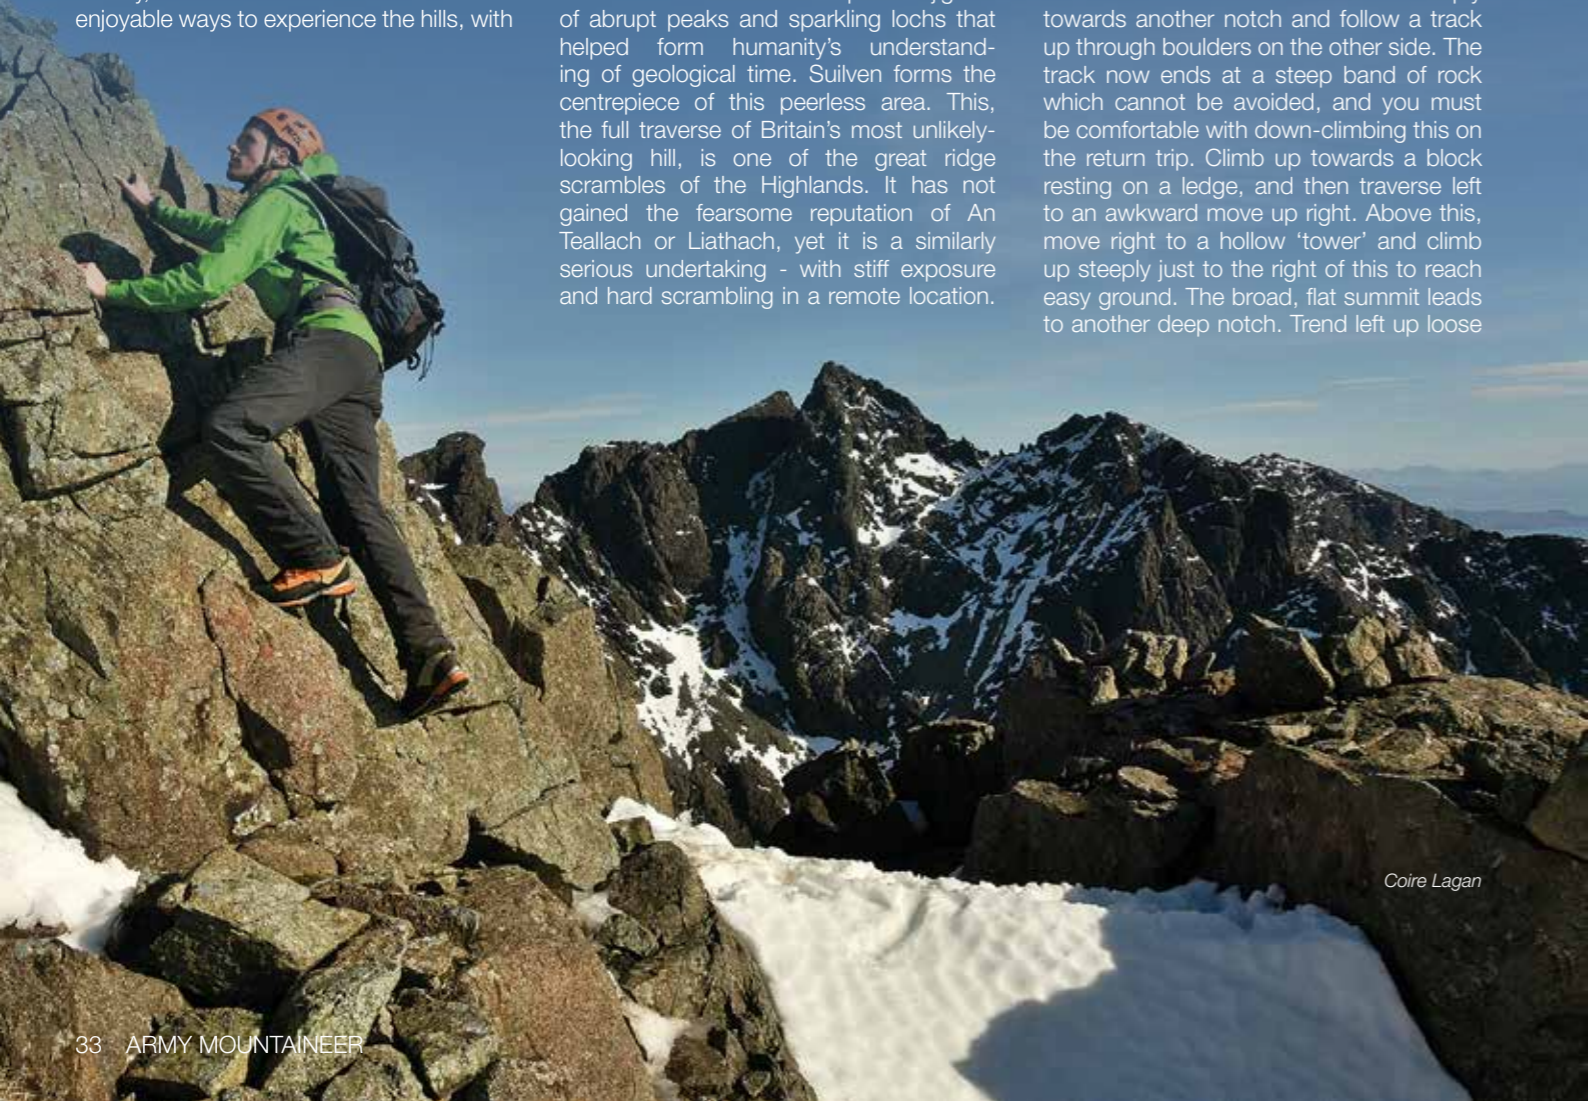 enjoyable ways to experience the hills, with
of abrupt peaks and sparkling lochs that
helped form humanity’s understand-
ing of geological time. Suilven forms the
centrepiece of this peerless area. This,
the full traverse of Britain’s most unlikely-
looking hill, is one of the great ridge
scrambles of the Highlands. It has not
gained the fearsome reputation of An
Teallach or Liathach, yet it is a similarly
serious undertaking - with stiff exposure
and hard scrambling in a remote location.
towards another notch and follow a track
up through boulders on the other side. The
track now ends at a steep band of rock
which cannot be avoided, and you must
be comfortable with down-climbing this on
the return trip. Climb up towards a block
resting on a ledge, and then traverse left
to an awkward move up right. Above this,
move right to a hollow ‘tower’ and climb
up steeply just to the right of this to reach
easy ground. The broad, flat summit leads
to another deep notch. Trend left up loose
Coire Lagan
33 ARMY MOUNTAINEER